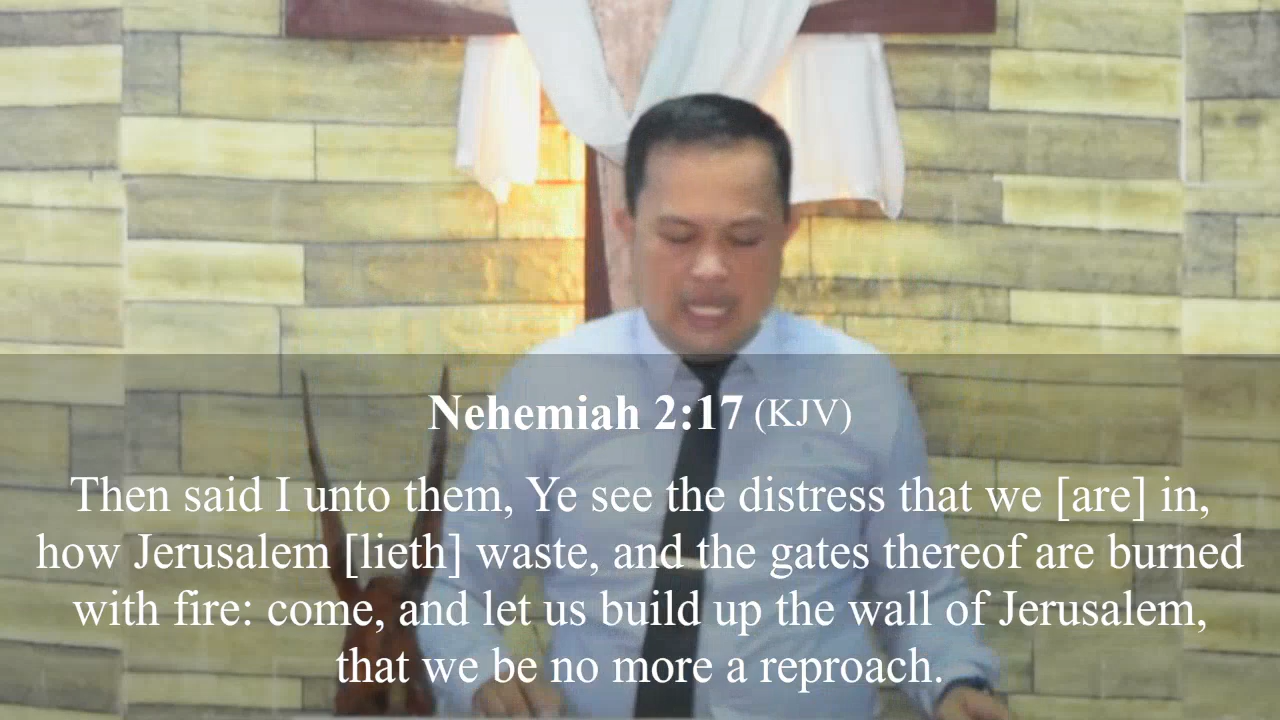 Nehemiah 2:17 (KJV)
Then said I unto them, Ye see the distress that we [are] in,
how Jerusalem [lieth] waste, and the gates thereof are burned
with fire: come, and let us build up the wall of Jerusalem,
that we be no more a reproach.